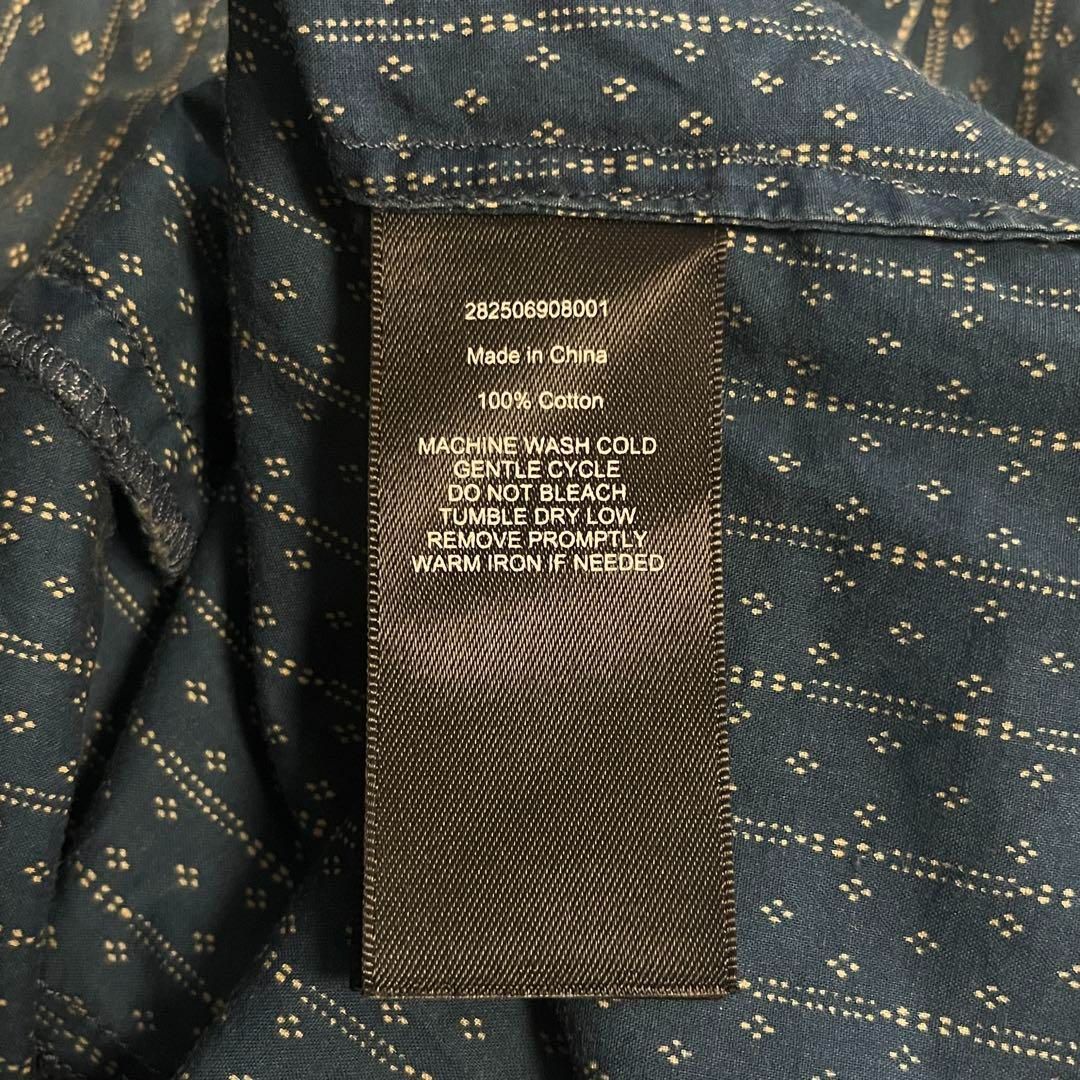 282506908001
Made in China
100% Cotton
MACHINE WASH COLD
GENTLE CYCLE
DO NOT BLEACH
TUMBLE DRY LOW
REMOVE PROMPTLY
WARM IRON IF NEEDED